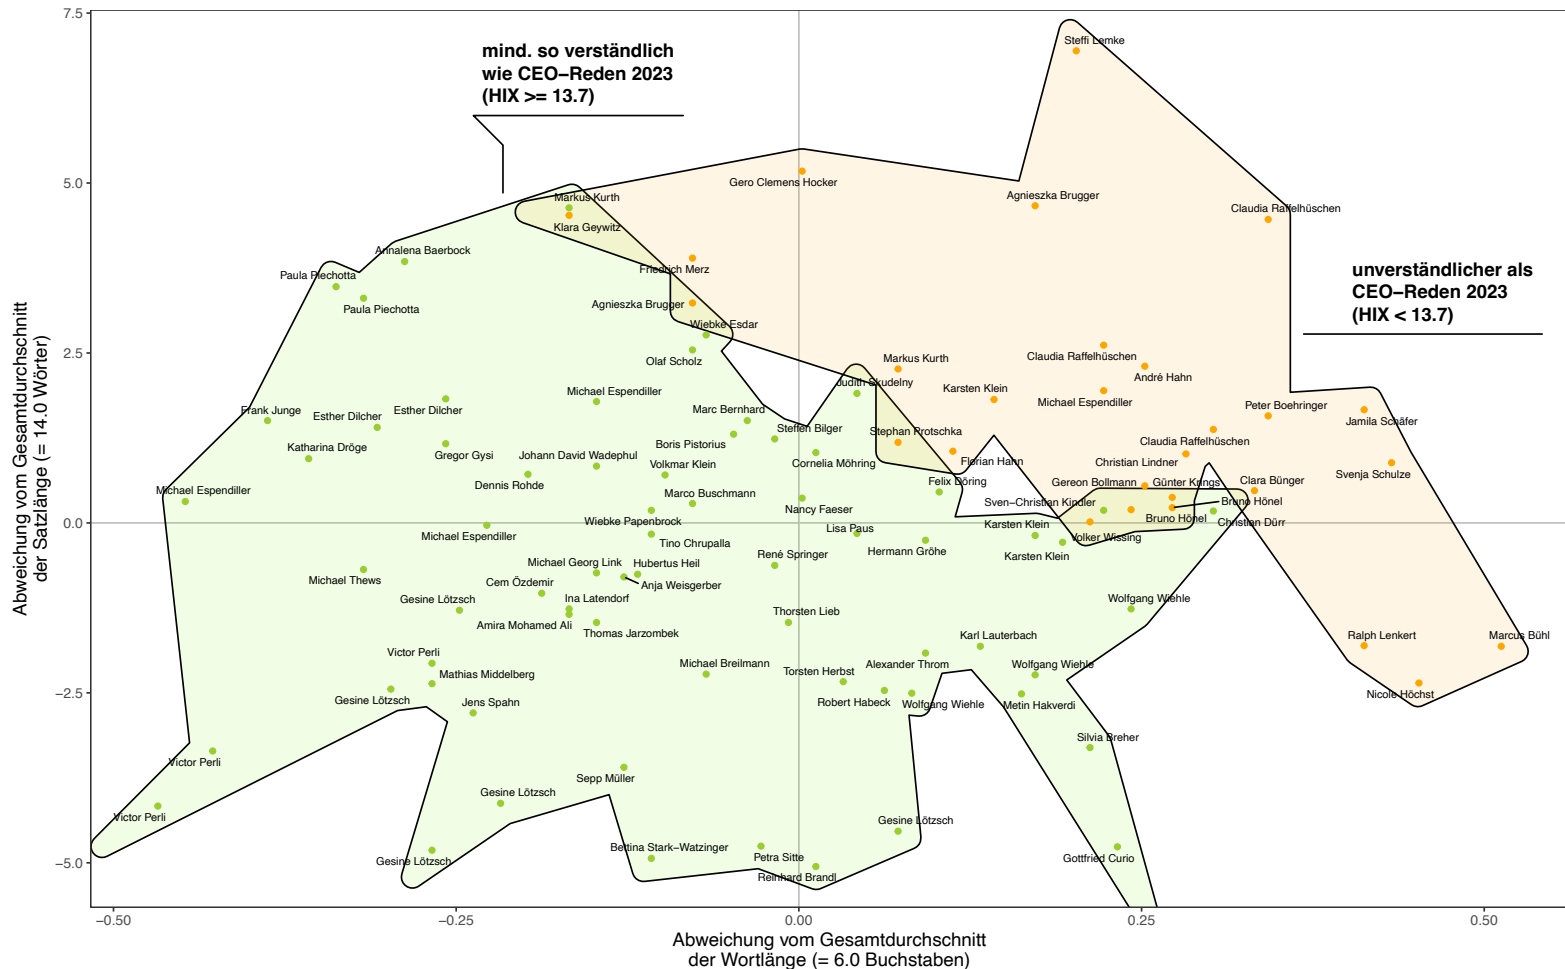 7.5
5.0
2.5
0.0
−2.5
−5.0
Abweichung vom Gesamtdurchschnitt
der Satzlänge (= 14.0 Wörter)
mind. so verständlich
wie CEO−Reden 2023
(HIX >= 13.7)
unverständlicher als
CEO−Reden 2023
(HIX < 13.7)
Steffi Lemke
Gero Clemens Hocker
Agnieszka Brugger
Markus Kurth
Claudia Raffelhüschen
Klara Geywitz
Annalena Baerbock
Friedrich Merz
Paula Piechotta
Paula Piechotta
Agnieszka Brugger
Wiebke Esdar
Olaf Scholz
Markus Kurth
Claudia Raffelhüschen
André Hahn
Judith Skudelny
Karsten Klein
Michael Espendiller
Michael Espendiller
Frank Junge
Esther Dilcher
Esther Dilcher
Marc Bernhard
Peter Boehringer
Jamila Schäfer
Steffen Bilger
Stephan Protschka
Boris Pistorius
Claudia Raffelhüschen
Katharina Dröge
Gregor Gysi
Johann David Wadephul
Cornelia Möhring
Florian Hahn
Christian Lindner
Svenja Schulze
Volkmar Klein
Dennis Rohde
Felix Döring
Gereon Bollmann
Günter Krings
Clara Bünger
Michael Espendiller
Marco Buschmann
Nancy Faeser
Sven−Christian Kindler
Bruno Hönel
Bruno Hönel
Christian Dürr
Wiebke Papenbrock
Lisa Paus
Karsten Klein
Michael Espendiller
Tino Chrupalla
Hermann Gröhe
Karsten Klein
Volker Wissing
René Springer
Michael Thews
Michael Georg Link
Hubertus Heil
Cem Özdemir
Anja Weisgerber
Gesine Lötzsch
Ina Latendorf
Wolfgang Wiehle
Thorsten Lieb
Amira Mohamed Ali
Thomas Jarzombek
Karl Lauterbach
Ralph Lenkert
Marcus Bühl
Victor Perli
Michael Breilmann
Alexander Throm
Wolfgang Wiehle
Mathias Middelberg
Torsten Herbst
Gesine Lötzsch
Jens Spahn
Robert Habeck
Wolfgang Wiehle
Metin Hakverdi
Nicole Höchst
Silvia Breher
Victor Perli
Sepp Müller
Gesine Lötzsch
Victor Perli
Gesine Lötzsch
Bettina Stark−Watzinger
Petra Sitte
Gesine Lötzsch
Gottfried Curio
Reinhard Brandl
−0.50
−0.25
0.00
0.25
0.50
Abweichung vom Gesamtdurchschnitt
der Wortlänge (= 6.0 Buchstaben)